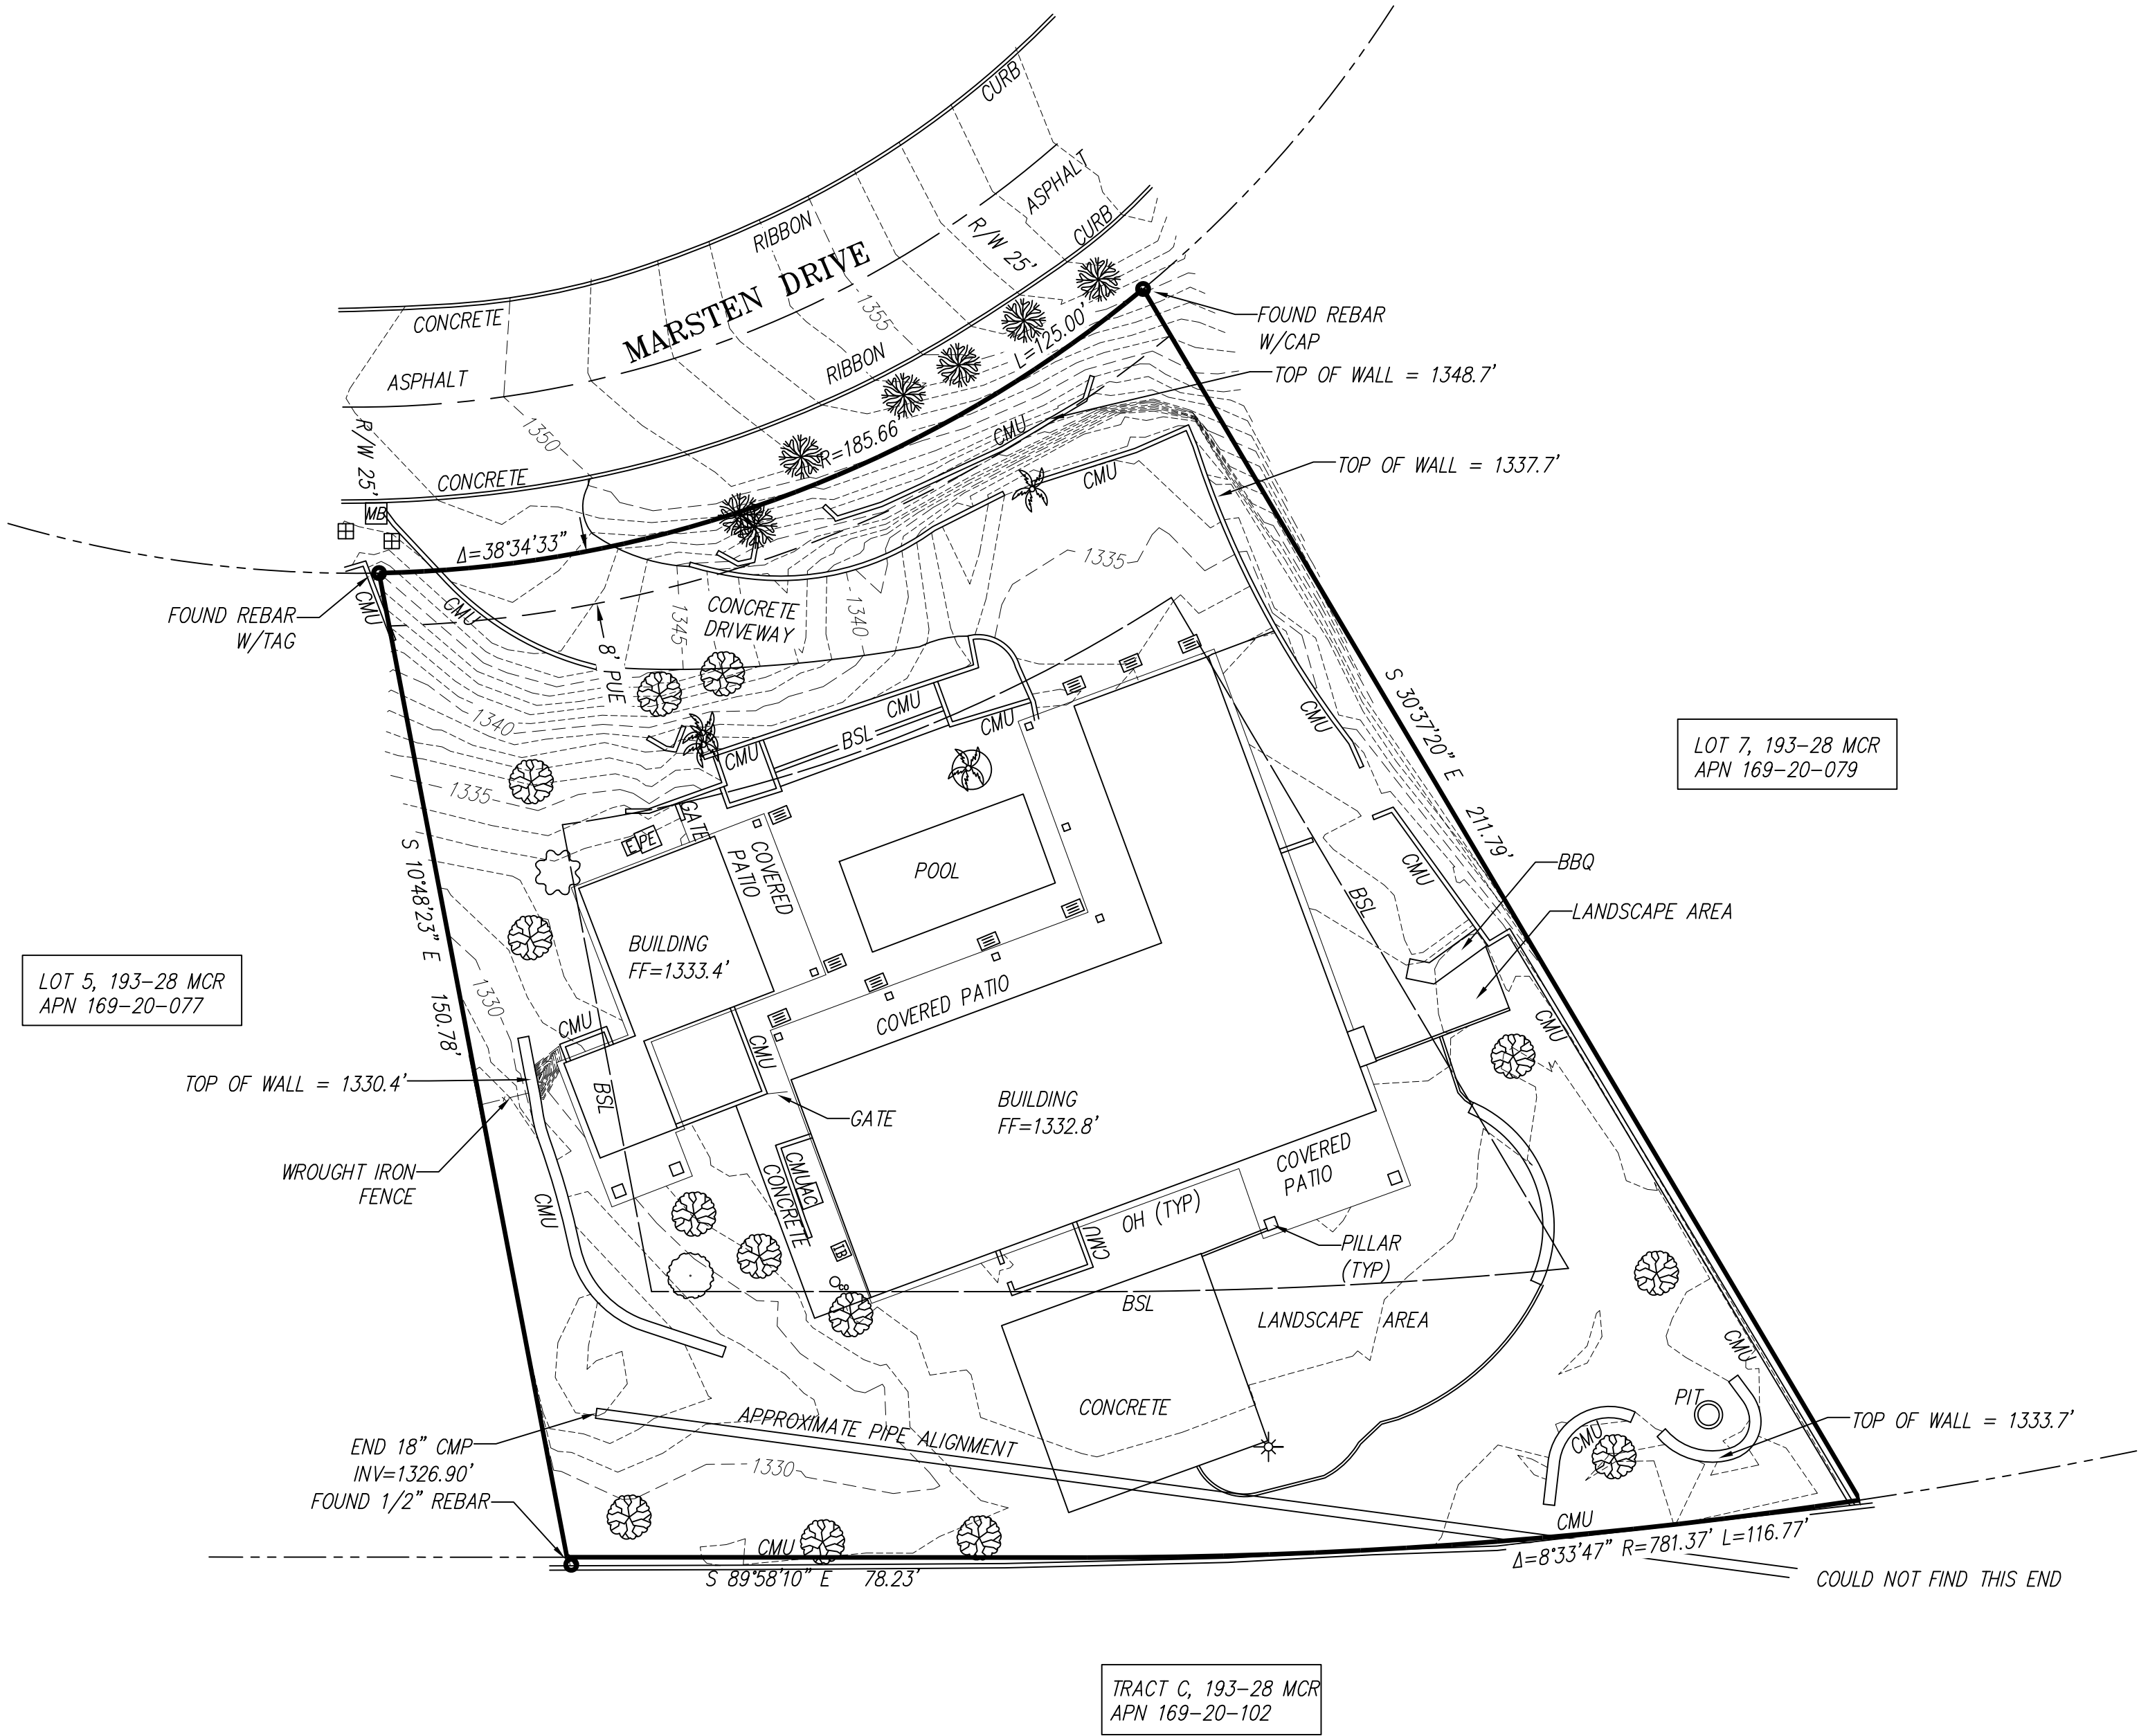 CURB
RIBBON
ASPHALT
R/W 25'
CURB
MARSTEN DRIVE
1355
CONCRETE
RIBBON
L=125.00'
FOUND REBAR
W/CAP
ASPHALT
TOP OF WALL = 1348.7'
1350
R/W 25'
R=185.66'
CMU
TOP OF WALL = 1337.7'
CONCRETE
CMU
MB
Δ=38°34'33"
1335
FOUND REBAR
W/TAG
CMU
CMU
1345
CONCRETE
DRIVEWAY
1340
8' PUE
S 30°37'20" E 211.79'
1340
CMU
CMU
BSL
CMU
CMU
LOT 7, 193-28 MCR
APN 169-20-079
1335
GATE
E
PE
COVERED
PATIO
POOL
CMU
BBQ
BSL
LANDSCAPE AREA
S 10°48'23" E 150.78'
BUILDING
FF=1333.4'
LOT 5, 193-28 MCR
APN 169-20-077
1330
COVERED PATIO
CMU
CMU
CMU
TOP OF WALL = 1330.4'
BSL
GATE
BUILDING
FF=1332.8'
WROUGHT IRON
FENCE
CMU
CMU
AC
CONCRETE
COVERED
PATIO
OH (TYP)
CMU
TB
PILLAR
(TYP)
BSL
LANDSCAPE AREA
CMU
CONCRETE
PIT
TOP OF WALL = 1333.7'
CMU
APPROXIMATE PIPE ALIGNMENT
END 18" CMP
INV=1326.90'
1330
FOUND 1/2" REBAR
CMU
CMU
S 89°58'10" E 78.23'
Δ=8°33'47" R=781.37' L=116.77'
COULD NOT FIND THIS END
TRACT C, 193-28 MCR
APN 169-20-102